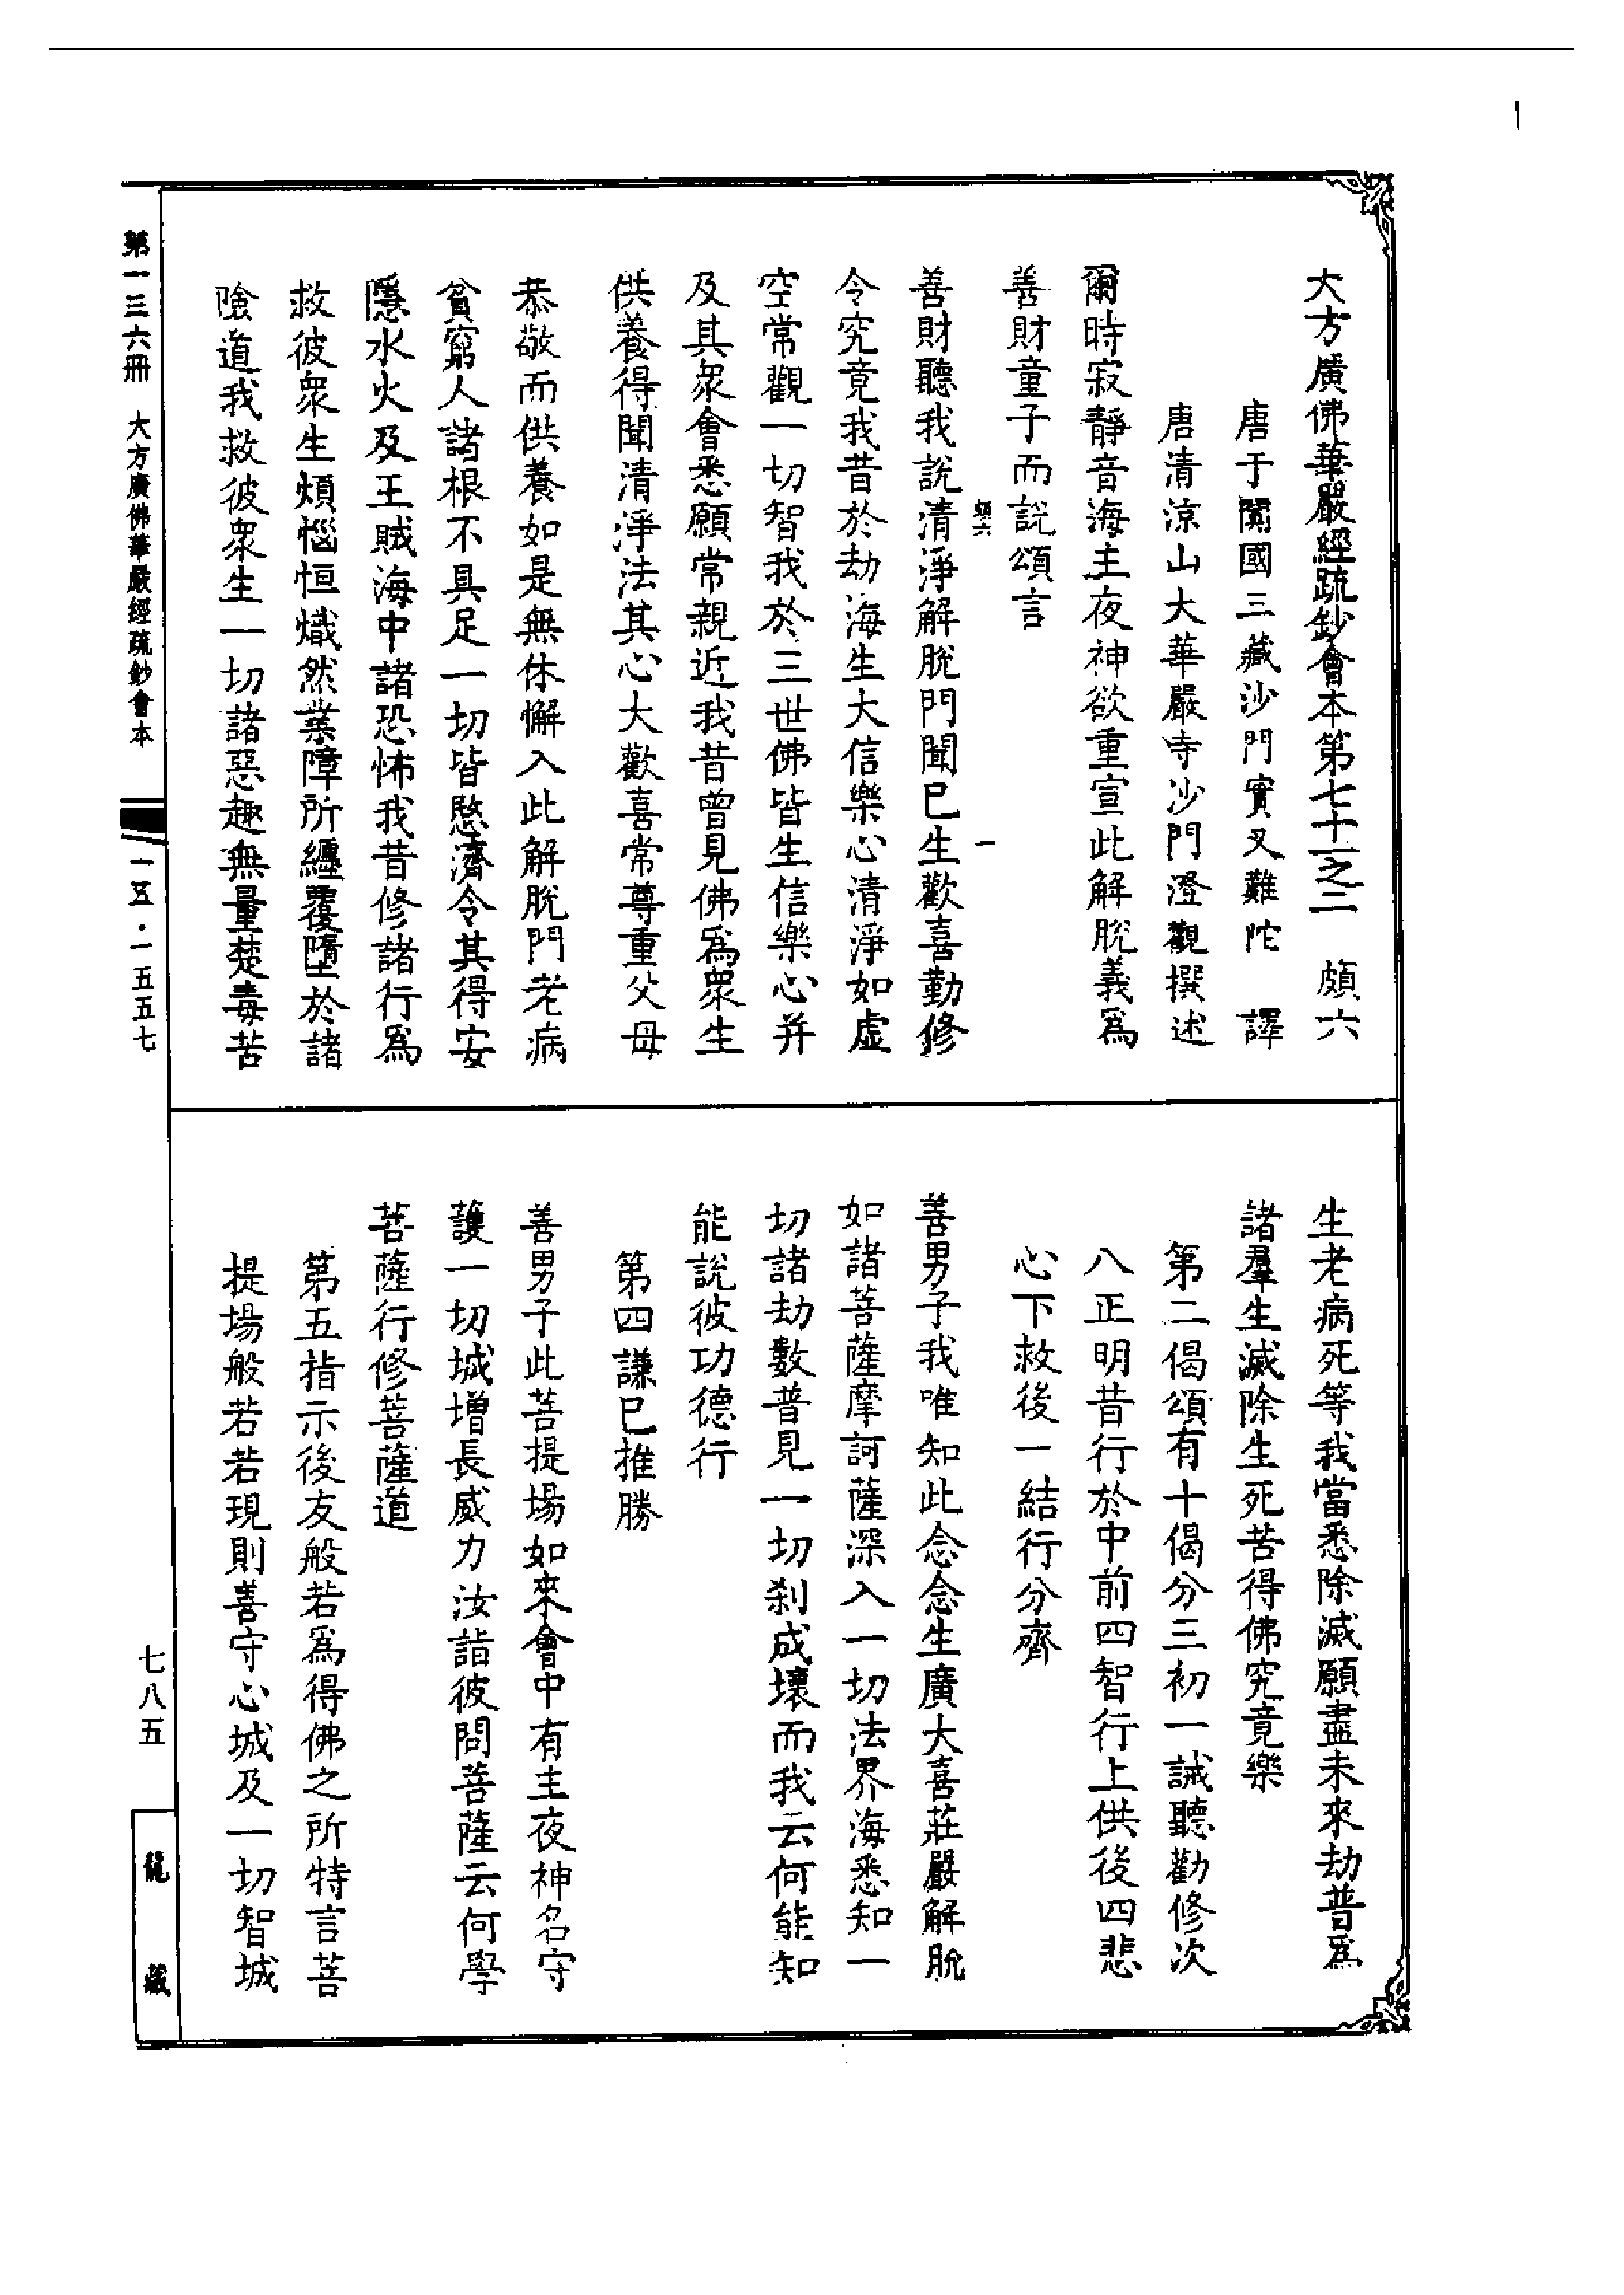 大方廣佛華嚴經疏鈔會本第七十一之二　頗六
唐于闐國三藏沙門實叉難陀　譯
唐清涼山大華嚴寺沙門澄觀撰述
爾時寂靜音海主夜神欲重宣此解脫義爲
善財童子而說頌言
頗六　一
善財聽我說清淨解脫門聞已生歡喜勤修
令究竟我昔於劫海生大信樂心清淨如虛
空常觀一切智我於三世佛皆生信樂心并
及其衆會悉願常親近我昔曾見佛爲衆生
供養得聞清淨法其心大歡喜常尊重父母
恭敬而供養如是無休懈入此解脫門老病
貧窮人諸根不具足一切皆愍濟令其得安
隱水火及王賊海中諸恐怖我昔修諸行爲
救彼衆生煩惱恒熾然業障所纏覆墮於諸
險道我救彼衆生一切諸惡趣無量楚毒苦
生老病死等我當悉除滅願盡未來劫普爲
諸羣生滅除生死苦得佛究竟樂
第二偈頌有十偈分三初一誡聽勸修次
八正明昔行於中前四智行上供後四悲
心下救後一結行分齊
善男子我唯知此念念生廣大喜莊嚴解脫
如諸菩薩摩訶薩深入一切法界海悉知一
切諸劫數普見一切刹成壞而我云何能知
能說彼功德行
第四謙已推勝
善男子此菩提場如來會中有主夜神名守
護一切城增長威力汝詣彼問菩薩云何學
菩薩行修菩薩道
第五指示後友般若爲得佛之所特言菩
提場般若若現則善守心城及一切智城
第一三六冊　大方廣佛華嚴經疏鈔會本
一五五·一五五七
七八五
龍藏